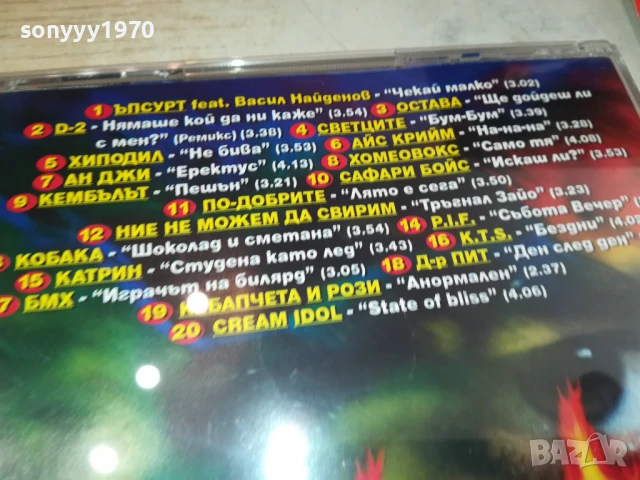 sonyyy1970
1 ЪПСУРТ feat. Васил Найденов - "Чекай малко" (3.02)
2 D-2 - Нямаше кой да ни каже" (3.54) 3 ОСТАВА - "Ще дойдеш ли
с мен?" (Ремикс) (3.38) 4 СВЕТЦИТЕ - "Бум-Бум" (3.39)
5 ХИПОДИЛ - "Не бива" (3.53) 6 АЙС КРИЙМ - "На-на-на" (3.28)
7 АН ДЖИ - "Еректус" (4.13) 8 ХОМЕОВОКС - "Само тя" (4.08)
9 КЕМБЪЛЪТ - "Пешън" (3.21) 10 САФАРИ БОЙС - "Искаш ли?" (3.53)
11 ПО-ДОБРИТЕ - "Лято е сега" (3.50)
12 НИЕ НЕ МОЖЕМ ДА СВИРИМ - "Тръгнал Зайо" (3.23)
КОБАКА - "Шоколад и сметана" (3.54) 14 P.I.F. - "Събота Вечер"
15 КАТРИН - "Студена като лед" (3.43) 16 K.T.S. - "Бездни"
7 БМХ - "Играчът на билярд" (3.05) 18 Д-р ПИТ - "Ден след ден"
19 КЕБАПЧЕТА И РОЗИ - "Анормален" (2.37)
20 CREAM IDOL - "State of bliss" (4.06)
BAZAR